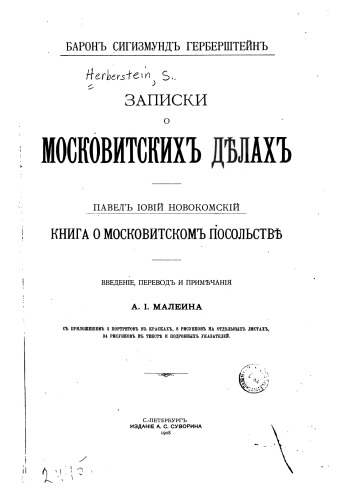 БАРОНЪ СИГИЗМУНДЪ ГЕРБЕРШТЕЙНЪ
Herberstein, S.
ЗАПИСКИ
О
МОСКОВИТСКИХЪ ДѢЛАХЪ
ПАВЕЛЪ ІОВІЙ НОВОКОМСКІЙ
КНИГА О МОСКОВИТСКОМЪ ПОСОЛЬСТВѢ
ВВЕДЕНІЕ, ПЕРЕВОДЪ И ПРИМѢЧАНІЯ
А. І. МАЛЕИНА
СЪ ПРИЛОЖЕНІЕМЪ 3 ПОРТРЕТОВЪ ВЪ КРАСКАХЪ, 8 РИСУНКОВЪ НА ОТДѢЛЬНЫХЪ ЛИСТАХЪ,
34 РИСУНКОВЪ ВЪ ТЕКСТѢ И ПОДРОБНЫХЪ УКАЗАТЕЛЕЙ.
С.-ПЕТЕРБУРГЪ
ИЗДАНІЕ А. С. СУВОРИНА
1908